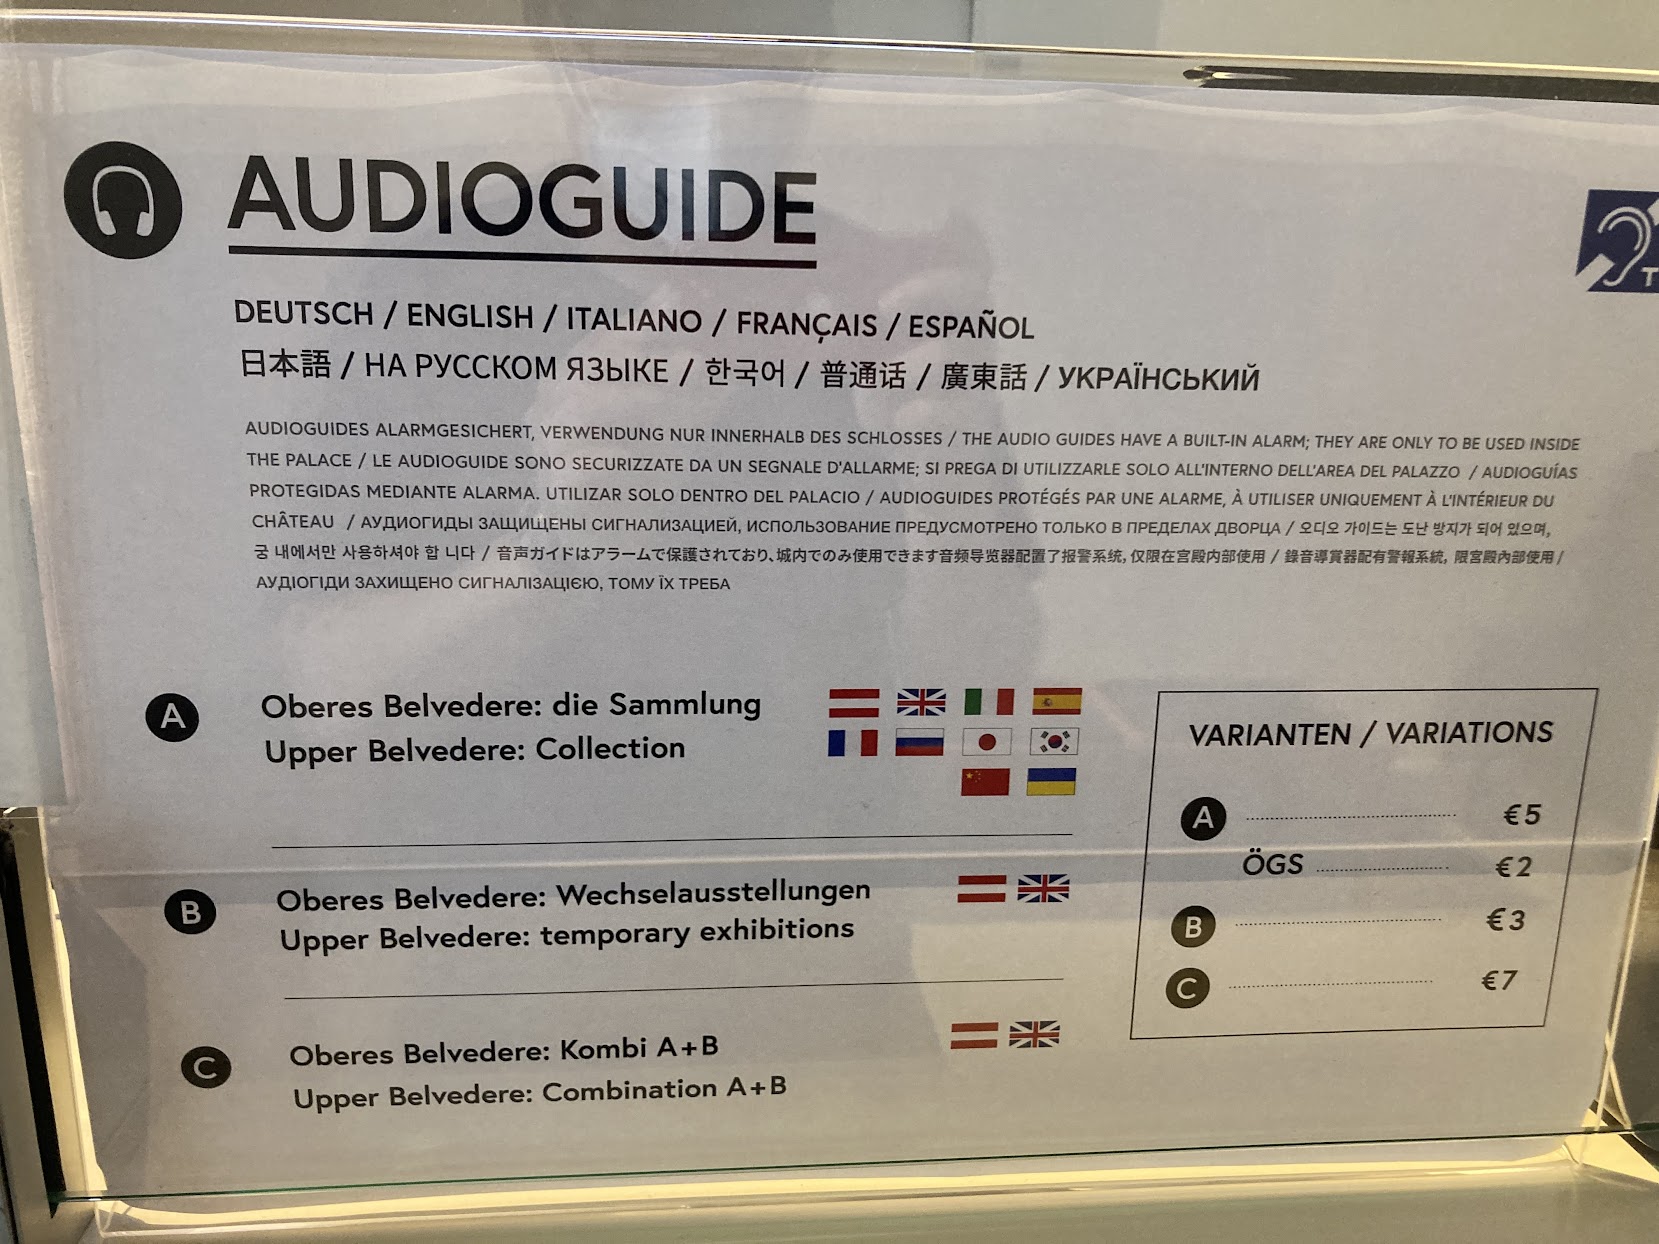 AUDIOGUIDE
DEUTSCH / ENGLISH / ITALIANO / FRANÇAIS / ESPAÑOL
日本語 / НА РУССКОМ ЯЗЫКЕ / 한국어 / 普通话 / 廣東話 / УКРАЇНСЬКИЙ
AUDIOGUIDES ALARMGESICHERT, VERWENDUNG NUR INNERHALB DES SCHLOSSES / THE AUDIO GUIDES HAVE A BUILT-IN ALARM; THEY ARE ONLY TO BE USED INSIDE
THE PALACE / LE AUDIOGUIDE SONO SECURIZZATE DA UN SEGNALE D'ALLARME; SI PREGA DI UTILIZZARLE SOLO ALL'INTERNO DELL'AREA DEL PALAZZO / AUDIOGUÍAS
PROTEGIDAS MEDIANTE ALARMA. UTILIZAR SOLO DENTRO DEL PALACIO / AUDIOGUIDES PROTÉGÉS PAR UNE ALARME, À UTILISER UNIQUEMENT À L'INTÉRIEUR DU
CHÂTEAU / АУДИОГИДЫ ЗАЩИЩЕНЫ СИГНАЛИЗАЦИЕЙ, ИСПОЛЬЗОВАНИЕ ПРЕДУСМОТРЕНО ТОЛЬКО В ПРЕДЕЛАХ ДВОРЦА / 오디오 가이드는 도난 방지가 되어 있으며,
궁 내에서만 사용하셔야 합 니다 / 音声ガイドはアラームで保護されており、城内でのみ使用できます音频导览器配置了报警系统, 仅限在宫殿内部使用 / 錄音導賞器配有警報系統, 限宮殿內部使用 /
АУДІОГІДИ ЗАХИЩЕНО СИГНАЛІЗАЦІЄЮ, ТОМУ ЇХ ТРЕБА
T
A Oberes Belvedere: die Sammlung
Upper Belvedere: Collection
B Oberes Belvedere: Wechselausstellungen
Upper Belvedere: temporary exhibitions
C Oberes Belvedere: Kombi A+B
Upper Belvedere: Combination A+B
VARIANTEN / VARIATIONS
A €5
ÖGS €2
B €3
C €7